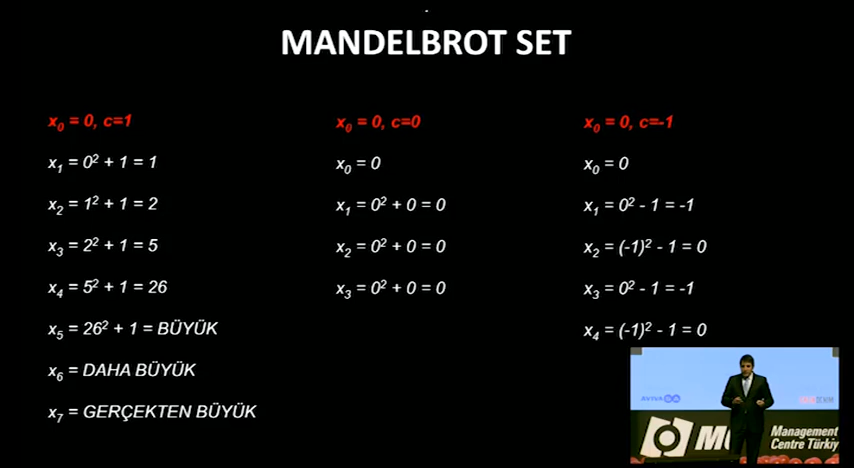 MANDELBROT SET
x₀ = 0, c=1
x₁ = 0² + 1 = 1
x₂ = 1² + 1 = 2
x₃ = 2² + 1 = 5
x₄ = 5² + 1 = 26
x₅ = 26² + 1 = BÜYÜK
x₆ = DAHA BÜYÜK
x₇ = GERÇEKTEN BÜYÜK
x₀ = 0, c=0
x₀ = 0
x₁ = 0² + 0 = 0
x₂ = 0² + 0 = 0
x₃ = 0² + 0 = 0
x₀ = 0, c=-1
x₀ = 0
x₁ = 0² - 1 = -1
x₂ = (-1)² - 1 = 0
x₃ = 0² - 1 = -1
x₄ = (-1)² - 1 = 0
AVIVASA
Management
Centre Türkiy